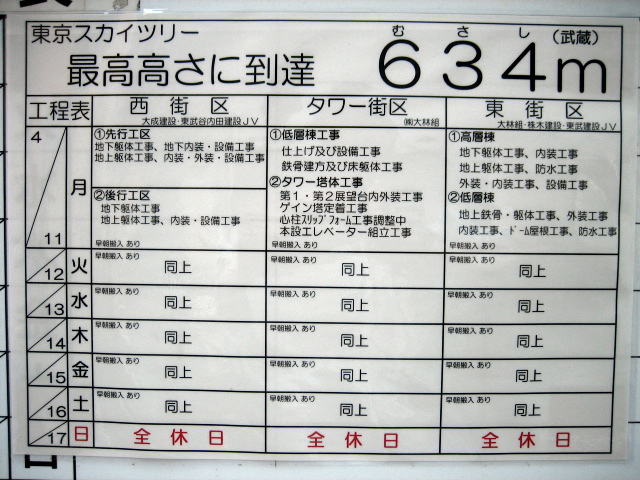 東京スカイツリー
最高高さに到達
むさし
634m
(武蔵)
工程表
西街区
大成建設・東武谷内田建設JV
タワー街区
㈱大林組
東街区
大林組・株木建設・東武建設JV
4
11
月
①先行工区
地下躯体工事、地下内装・設備工事
地上躯体工事、内装・外装・設備工事
②後行工区
地下躯体工事
地上躯体工事、内装・設備工事
早朝搬入 あり
①低層棟工事
仕上げ及び設備工事
鉄骨建方及び床躯体工事
②タワー塔体工事
第1・第2展望台内外装工事
ゲイン塔定着工事
心柱スリップフォーム工事調整中
本設エレベーター組立工事
早朝搬入 あり
①高層棟
地下躯体工事、内装工事
地上躯体工事、防水工事
外装・内装工事、設備工事
②低層棟
地上鉄骨・躯体工事、外装工事
内装工事、ドーム屋根工事、防水工事
早朝搬入 あり
12
火
早朝搬入 あり
同上
早朝搬入 あり
同上
早朝搬入 あり
同上
13
水
早朝搬入 あり
同上
早朝搬入 あり
同上
早朝搬入 あり
同上
14
木
早朝搬入 あり
同上
早朝搬入 あり
同上
早朝搬入 あり
同上
15
金
早朝搬入 あり
同上
早朝搬入 あり
同上
早朝搬入 あり
同上
16
土
早朝搬入 あり
同上
早朝搬入 あり
同上
早朝搬入 あり
同上
17
日
全休日
全休日
全休日